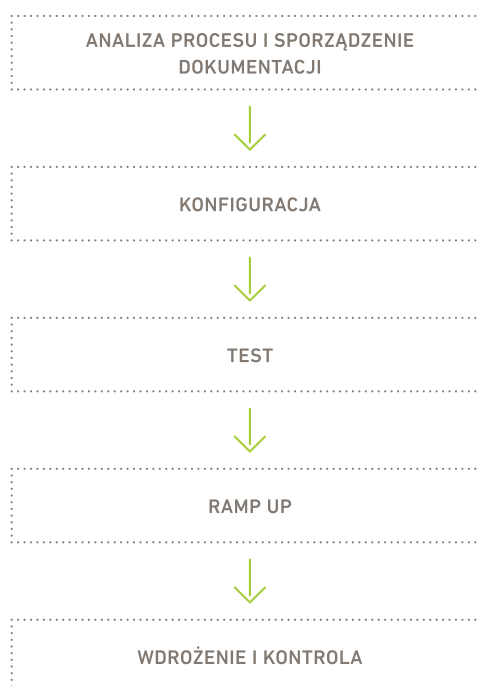 ANALIZA PROCESU I SPORZĄDZENIE
DOKUMENTACJI
KONFIGURACJA
TEST
RAMP UP
WDROŻENIE I KONTROLA